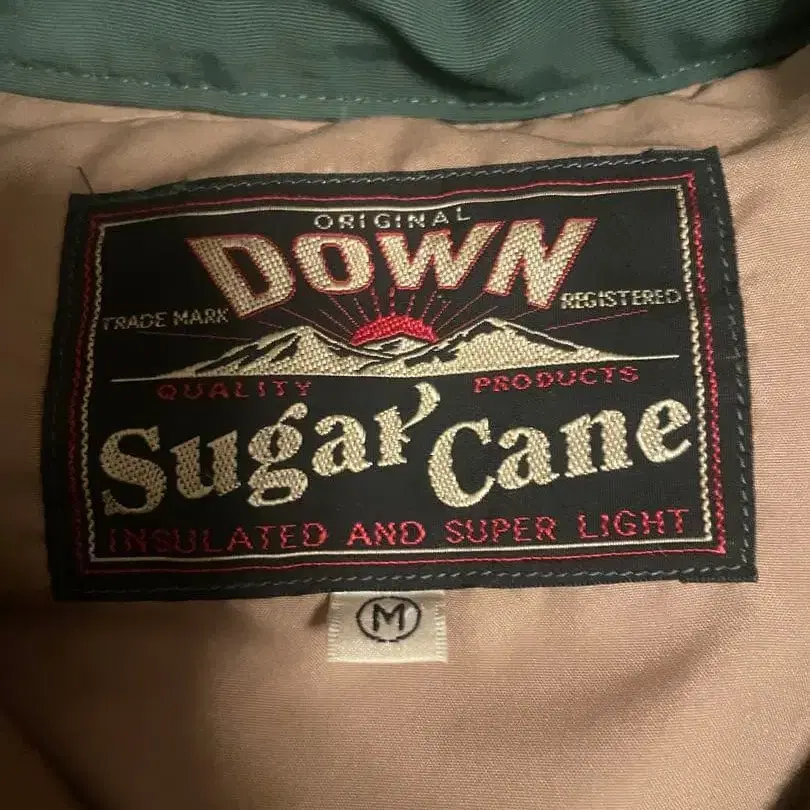 ORIGINAL
DOWN
TRADE MARK REGISTERED
QUALITY PRODUCTS
Sugar Cane
INSULATED AND SUPER LIGHT
M